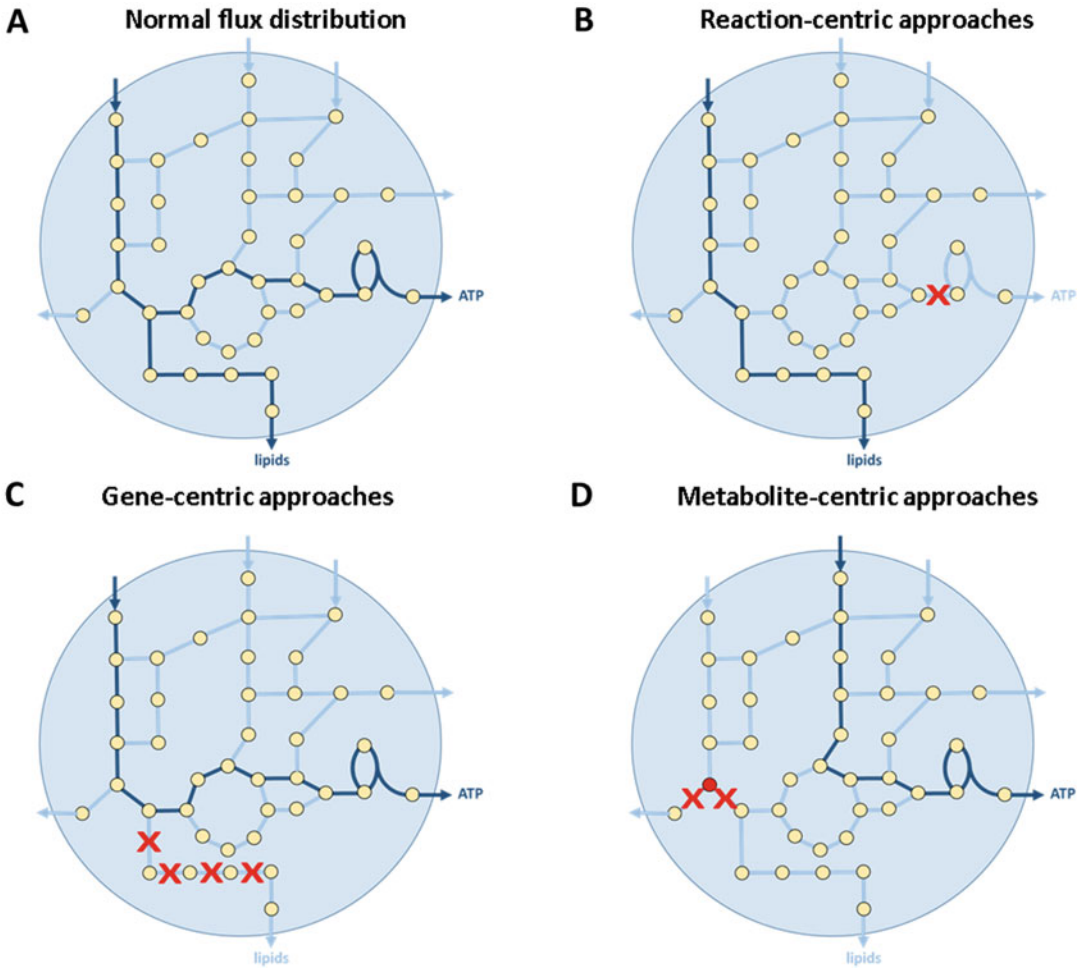 A Normal flux distribution
B Reaction-centric approaches
ATP
lipids
X
ATP
lipids
C Gene-centric approaches
D Metabolite-centric approaches
ATP
X
X X X
lipids
X X
ATP
lipids